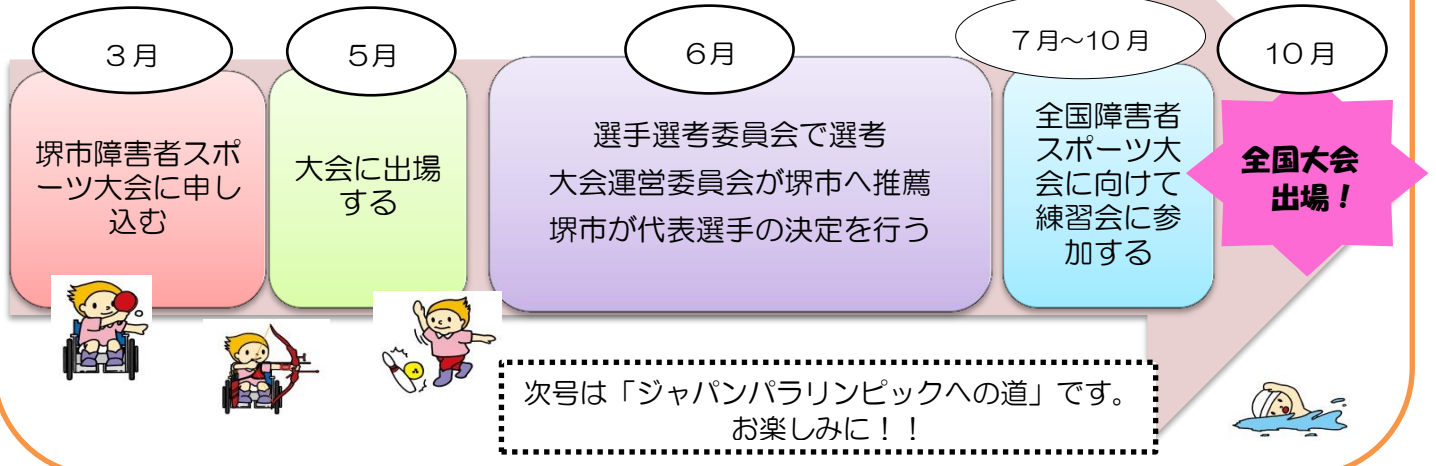 3月
堺市障害者スポ
ーツ大会に申し
込む
5月
大会に出場
する
6月
選手選考委員会で選考
大会運営委員会が堺市へ推薦
堺市が代表選手の決定を行う
7月~10月
全国障害者
スポーツ大
会に向けて
練習会に参
加する
10月
全国大会
出場!
次号は「ジャパンパラリンピックへの道」です。
お楽しみに!!